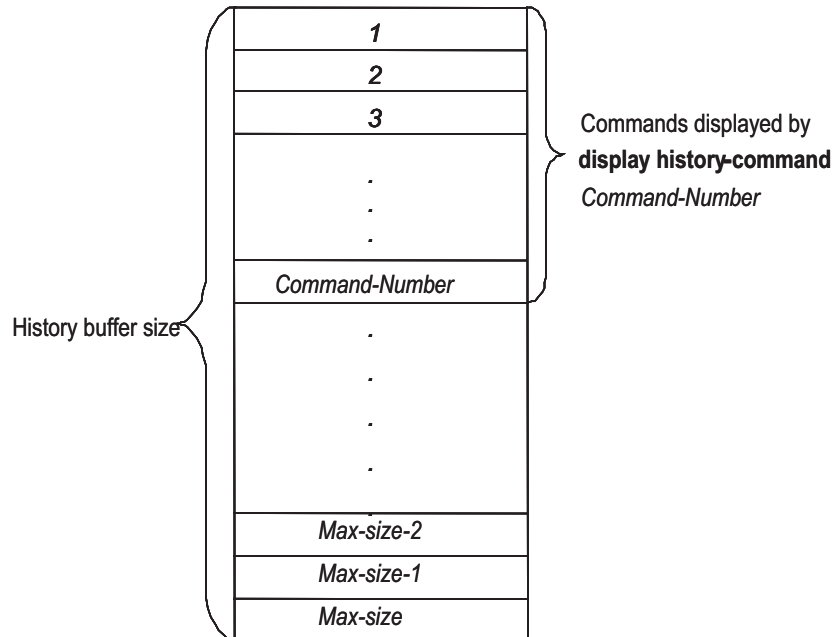 1
2
3
.
.
.
Command-Number
.
.
.
.
.
Max-size-2
Max-size-1
Max-size
History buffer size
Commands displayed by
display history-command
Command-Number